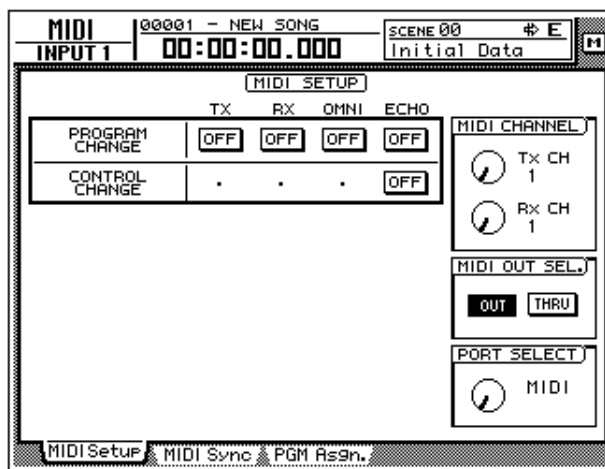 MIDI
INPUT 1
00001 - NEW SONG
00:00:00.000
SCENE 00 E
Initial Data
M
MIDI SETUP
TX RX OMNI ECHO
PROGRAM CHANGE OFF OFF OFF OFF
CONTROL CHANGE . . . OFF
MIDI CHANNEL
Tx CH
1
Rx CH
1
MIDI OUT SEL.
OUT THRU
PORT SELECT
MIDI
MIDI Setup MIDI Sync PGM Asgn.